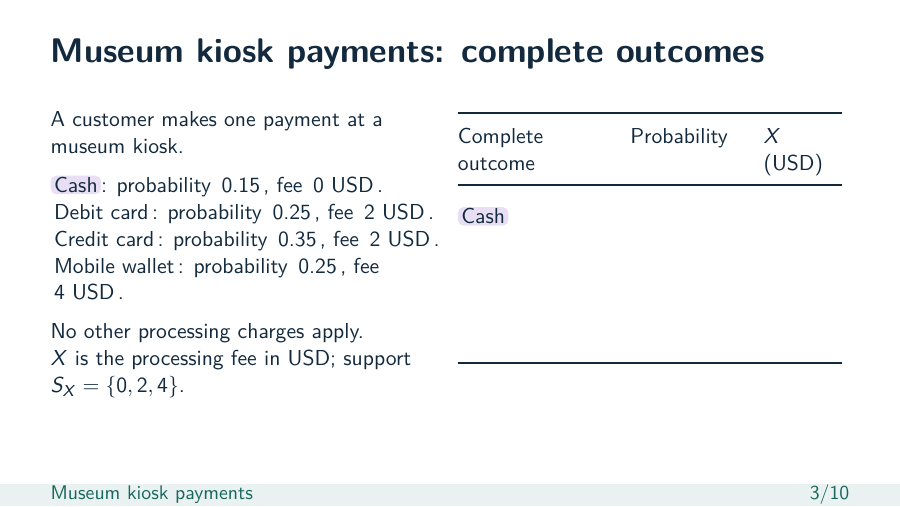 Museum kiosk payments: complete outcomes
A customer makes one payment at a
museum kiosk.
Cash: probability 0.15, fee 0 USD.
Debit card: probability 0.25, fee 2 USD.
Credit card: probability 0.35, fee 2 USD.
Mobile wallet: probability 0.25, fee
4 USD.
No other processing charges apply.
X is the processing fee in USD; support
S_X = {0, 2, 4}.
Complete outcome Probability X (USD)
Cash
Museum kiosk payments 3/10